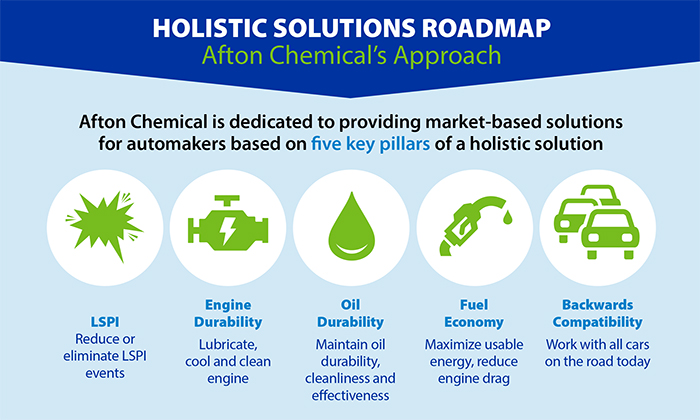 HOLISTIC SOLUTIONS ROADMAP
Afton Chemical's Approach
Afton Chemical is dedicated to providing market-based solutions
for automakers based on five key pillars of a holistic solution
LSPI
Reduce or
eliminate LSPI
events
Engine
Durability
Lubricate,
cool and clean
engine
Oil
Durability
Maintain oil
durability,
cleanliness and
effectiveness
Fuel
Economy
Maximize usable
energy, reduce
engine drag
Backwards
Compatibility
Work with all cars
on the road today